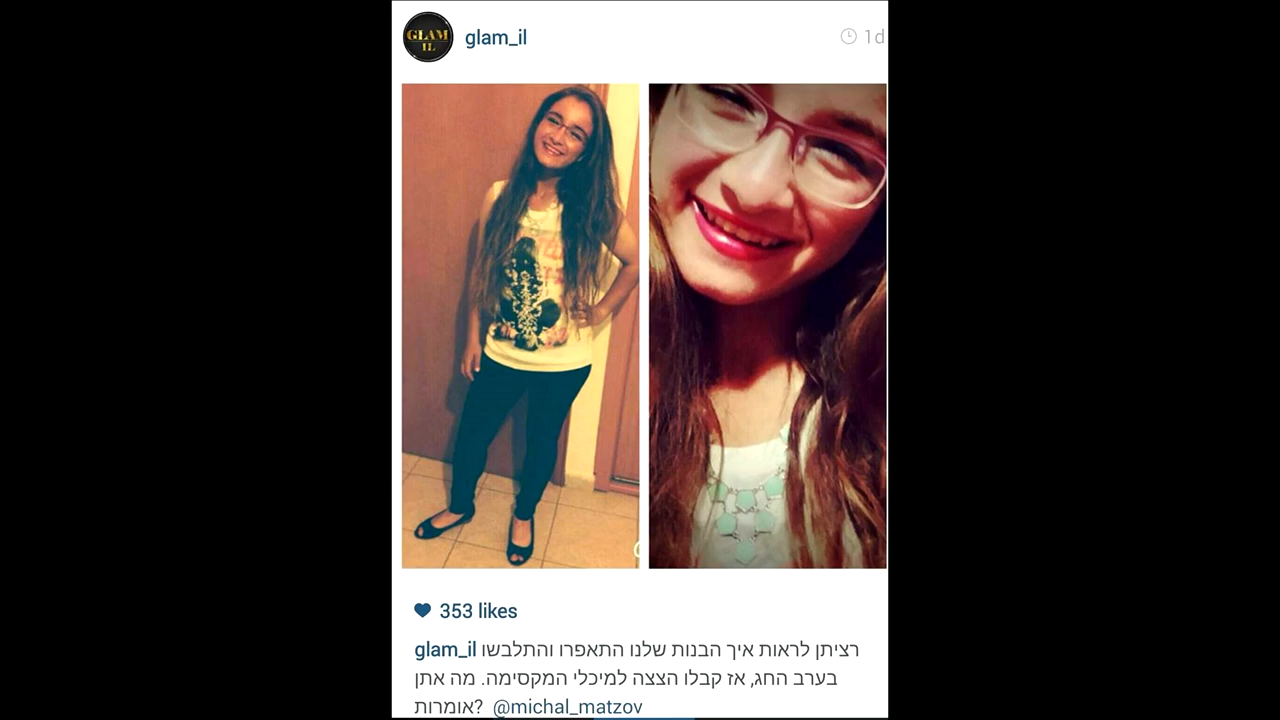 GLAM
IL
glam_il
1d
353 likes
glam_il רציתן לראות איך הבנות שלנו התאפרו והתלבשו
בערב החג, אז קבלו הצצה למיכלי המקסימה. מה אתן
אומרות? @michal_matzov